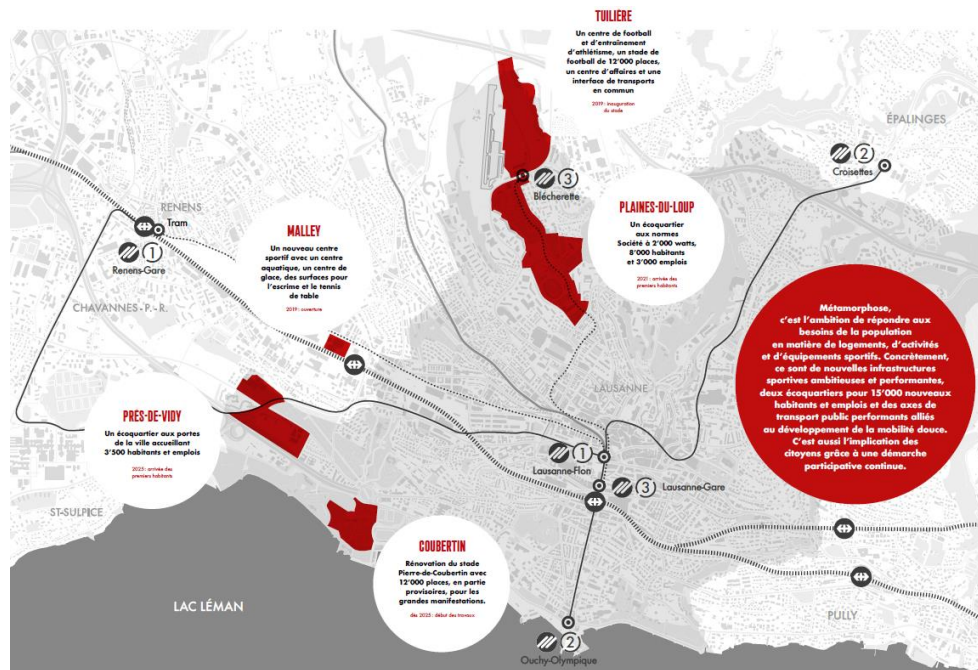 TUILIÈRE
Un centre de football
et d'entraînement
d'athlétisme, un stade de
football de 12'000 places,
un centre d'affaires et une
interface de transports
en commun
2019 : inauguration
du stade
ÉPALINGES
2
Croisettes
3
Blécherette
PLAINES-DU-LOUP
Un écoquartier
aux normes
Société à 2'000 watts,
8'000 habitants
et 3'000 emplois
2021 : arrivée des
premiers habitants
RENENS
Tram
1
Renens-Gare
MALLEY
Un nouveau centre
sportif avec un centre
aquatique, un centre de
glace, des surfaces pour
l'escrime et le tennis
de table
2019 : ouverture
CHAVANNES-P.-R.
Métamorphose,
c'est l'ambition de répondre aux
besoins de la population
en matière de logements, d'activités
et d'équipements sportifs. Concrètement,
ce sont de nouvelles infrastructures
sportives ambitieuses et performantes,
deux écoquartiers pour 15'000 nouveaux
habitants et emplois et des axes de
transport public performants alliés
au développement de la mobilité douce.
C'est aussi l'implication des
citoyens grâce à une démarche
participative continue.
LAUSANNE
PRÉS-DE-VIDY
Un écoquartier aux portes
de la ville accueillant
3'500 habitants et emplois
2025 : arrivée des
premiers habitants
1
Lausanne-Flon
3
Lausanne-Gare
ST-SULPICE
COUBERTIN
Rénovation du stade
Pierre-de-Coubertin avec
12'000 places, en partie
provisoires, pour les
grandes manifestations.
dès 2025 : début des travaux
LAC LÉMAN
PULLY
2
Ouchy-Olympique